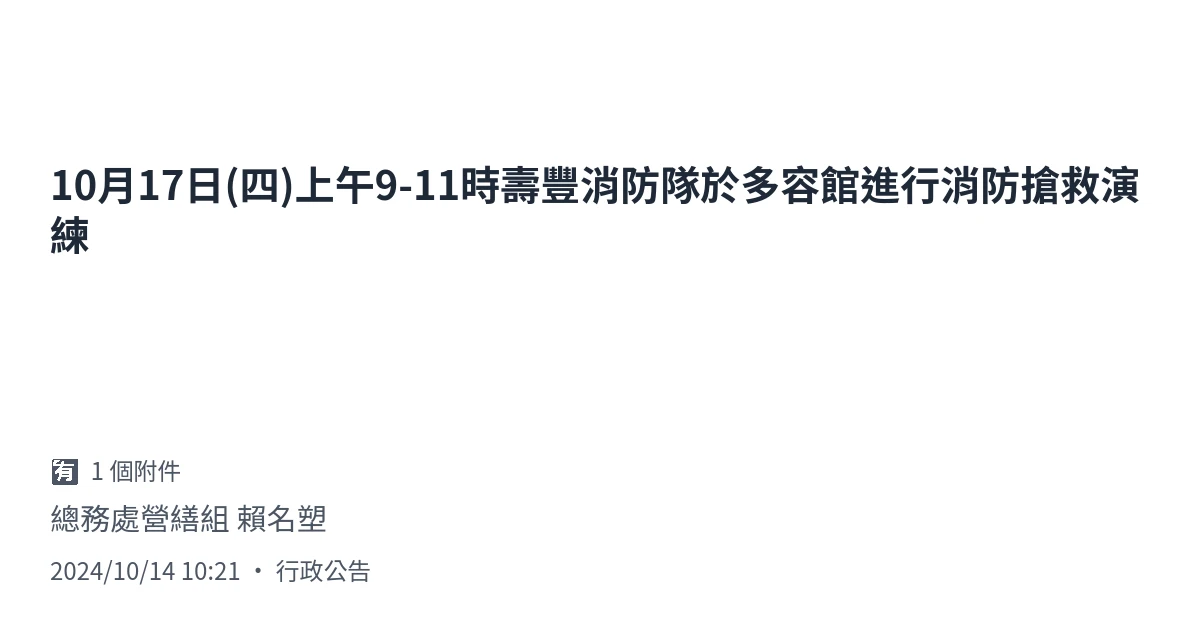 10月17日(四)上午9-11時壽豐消防隊於多容館進行消防搶救演
練
有 1 個附件
總務處營繕組 賴名塑
2024/10/14 10:21 • 行政公告